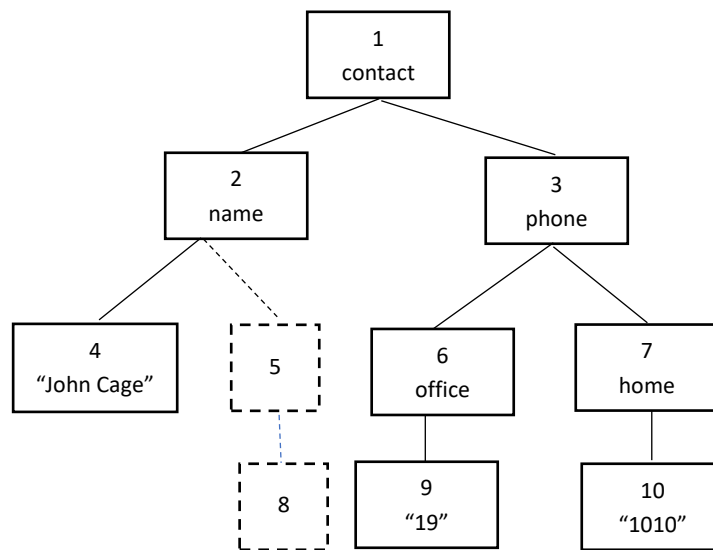 1
contact
2
name
3
phone
4
“John Cage”
5
6
office
7
home
8
9
“19”
10
“1010”